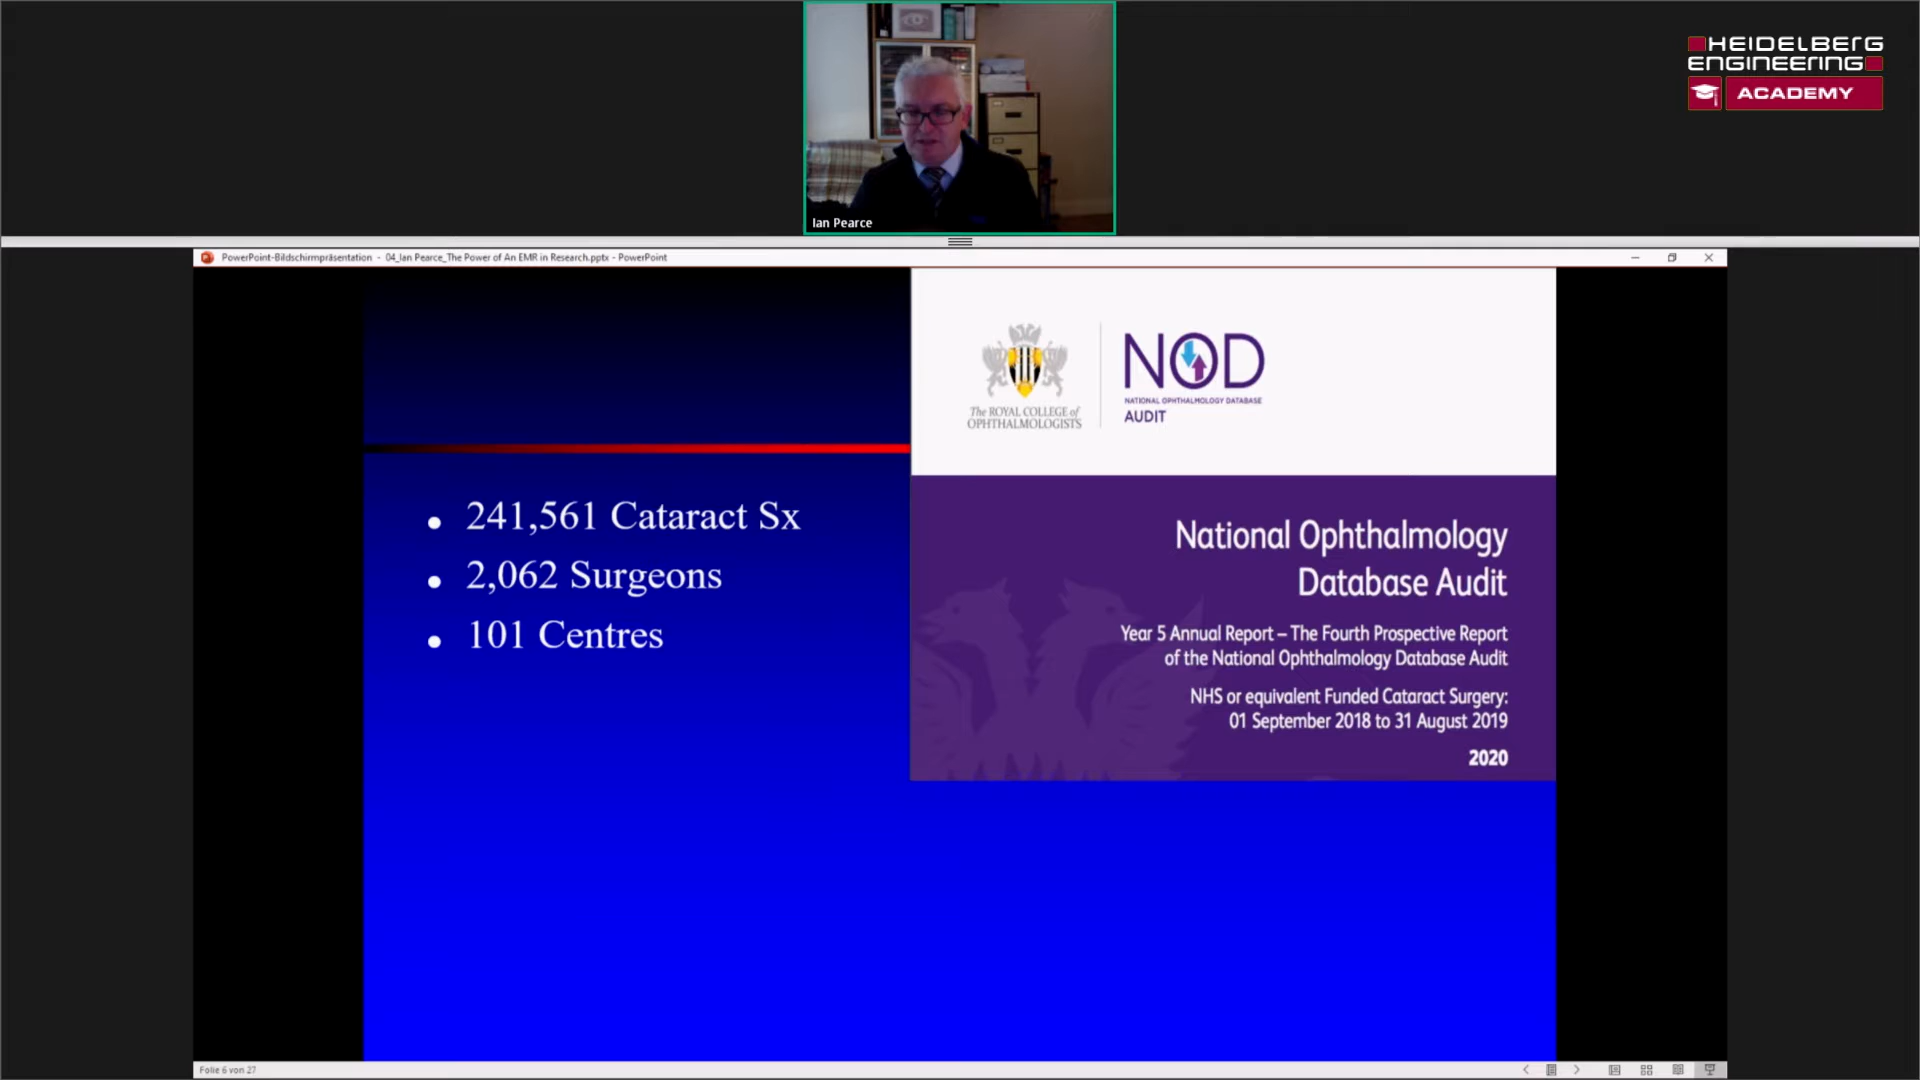 HEIDELBERG
ENGINEERING
ACADEMY
Ian Pearce
PowerPoint-Bildschirmpräsentation - 04_Ian Pearce_The Power of An EMR in Research.pptx - PowerPoint
The ROYAL COLLEGE of
OPHTHALMOLOGISTS
NOD
NATIONAL OPHTHALMOLOGY DATABASE
AUDIT
• 241,561 Cataract Sx
• 2,062 Surgeons
• 101 Centres
National Ophthalmology
Database Audit
Year 5 Annual Report – The Fourth Prospective Report
of the National Ophthalmology Database Audit
NHS or equivalent Funded Cataract Surgery:
01 September 2018 to 31 August 2019
2020
Folie 6 von 27